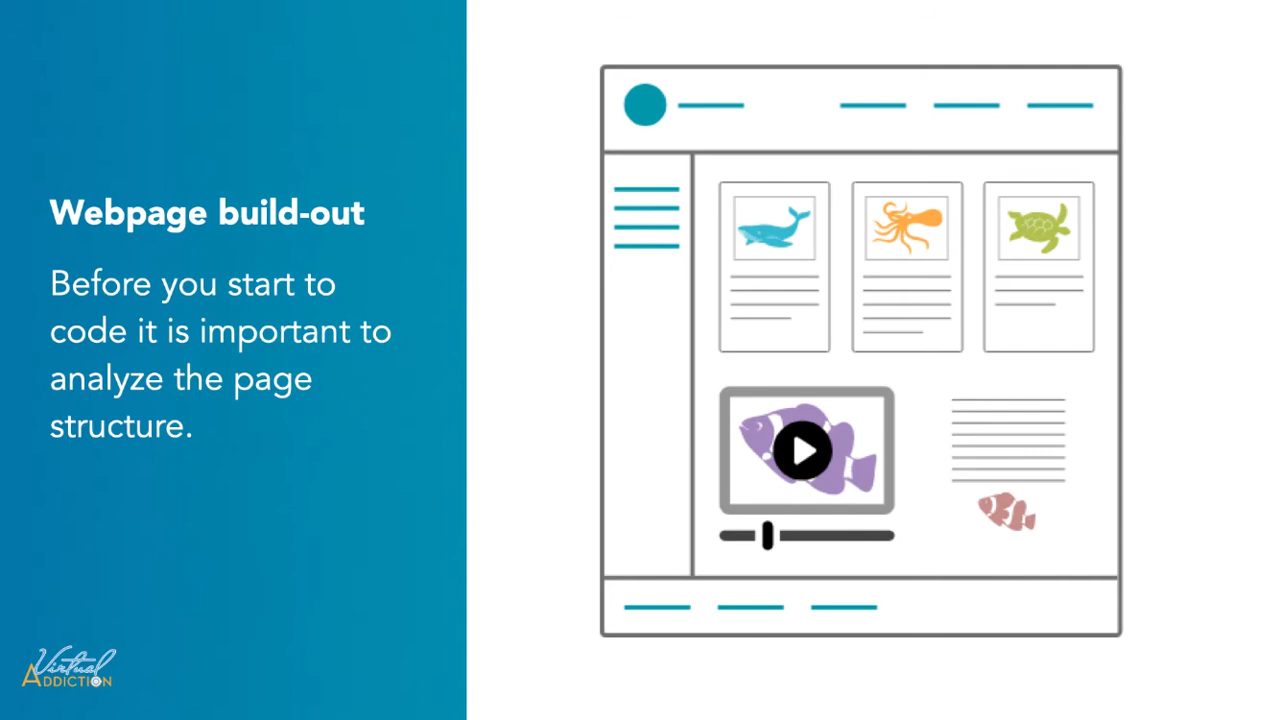 Webpage build-out
Before you start to
code it is important to
analyze the page
structure.
Virtual
ADDICTION